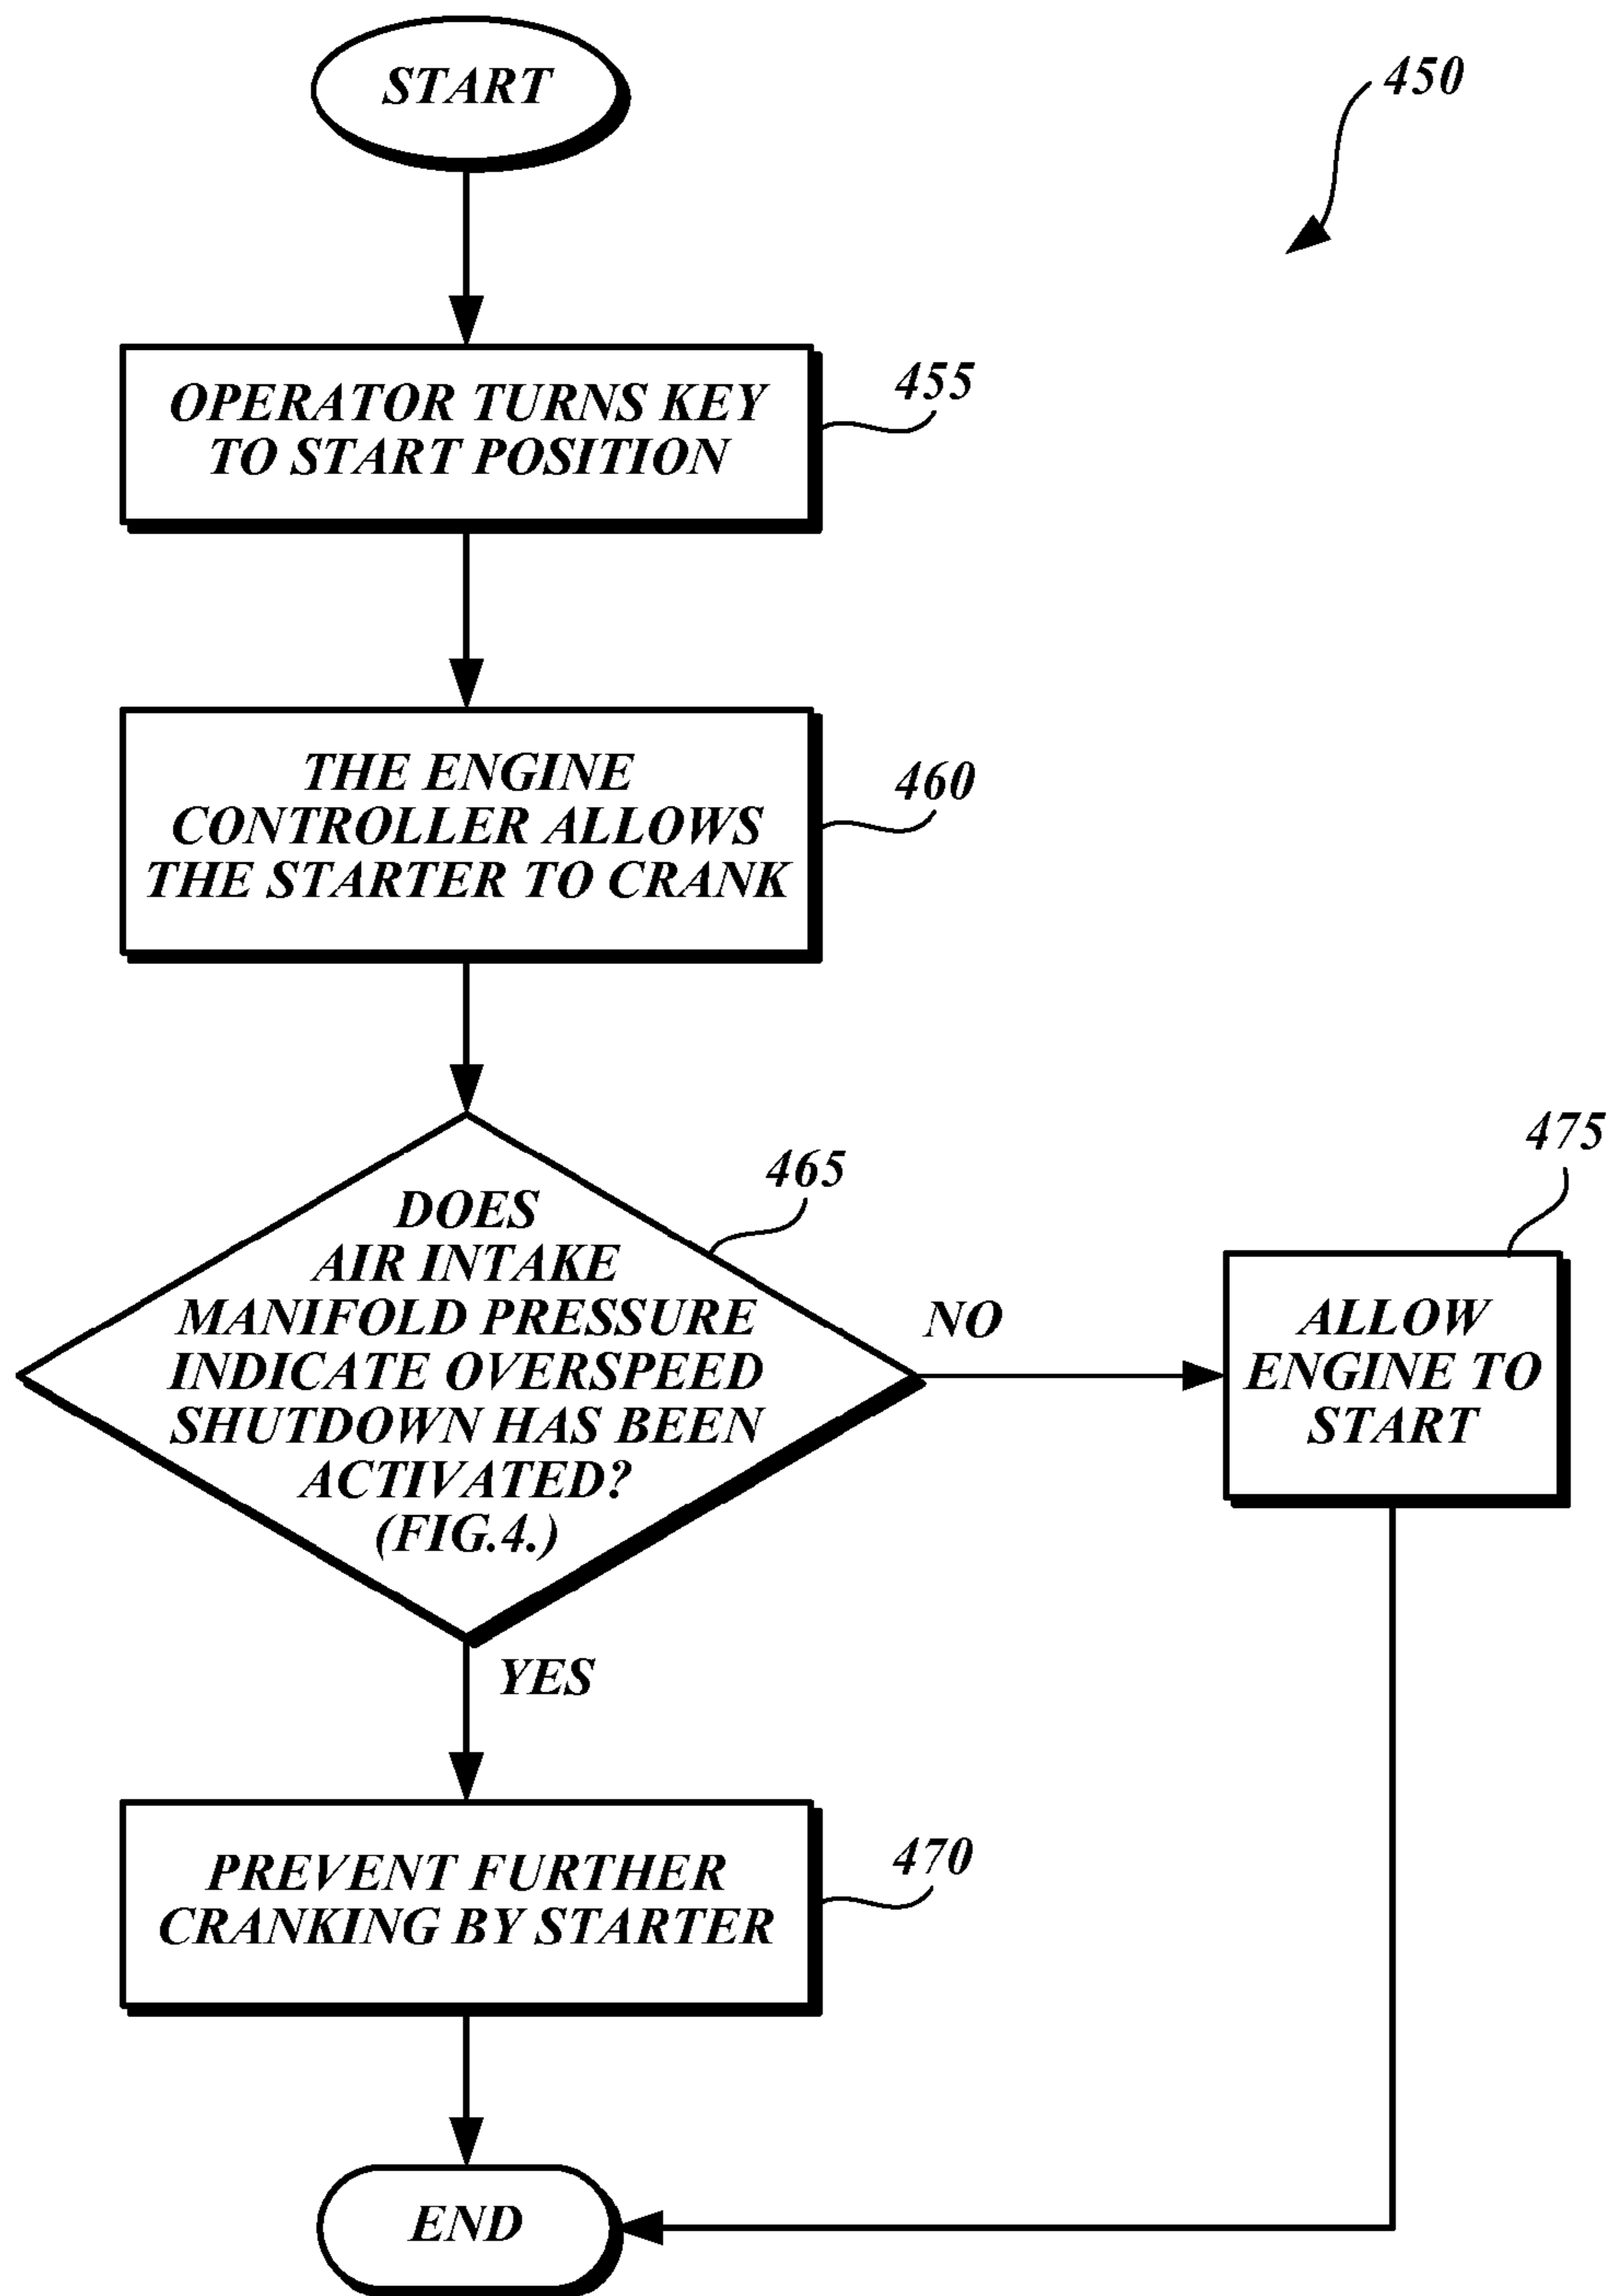 START
450
OPERATOR TURNS KEY
TO START POSITION
455
THE ENGINE
CONTROLLER ALLOWS
THE STARTER TO CRANK
460
DOES
AIR INTAKE
MANIFOLD PRESSURE
INDICATE OVERSPEED
SHUTDOWN HAS BEEN
ACTIVATED?
(FIG.4.)
465
NO
475
ALLOW
ENGINE TO
START
YES
PREVENT FURTHER
CRANKING BY STARTER
470
END